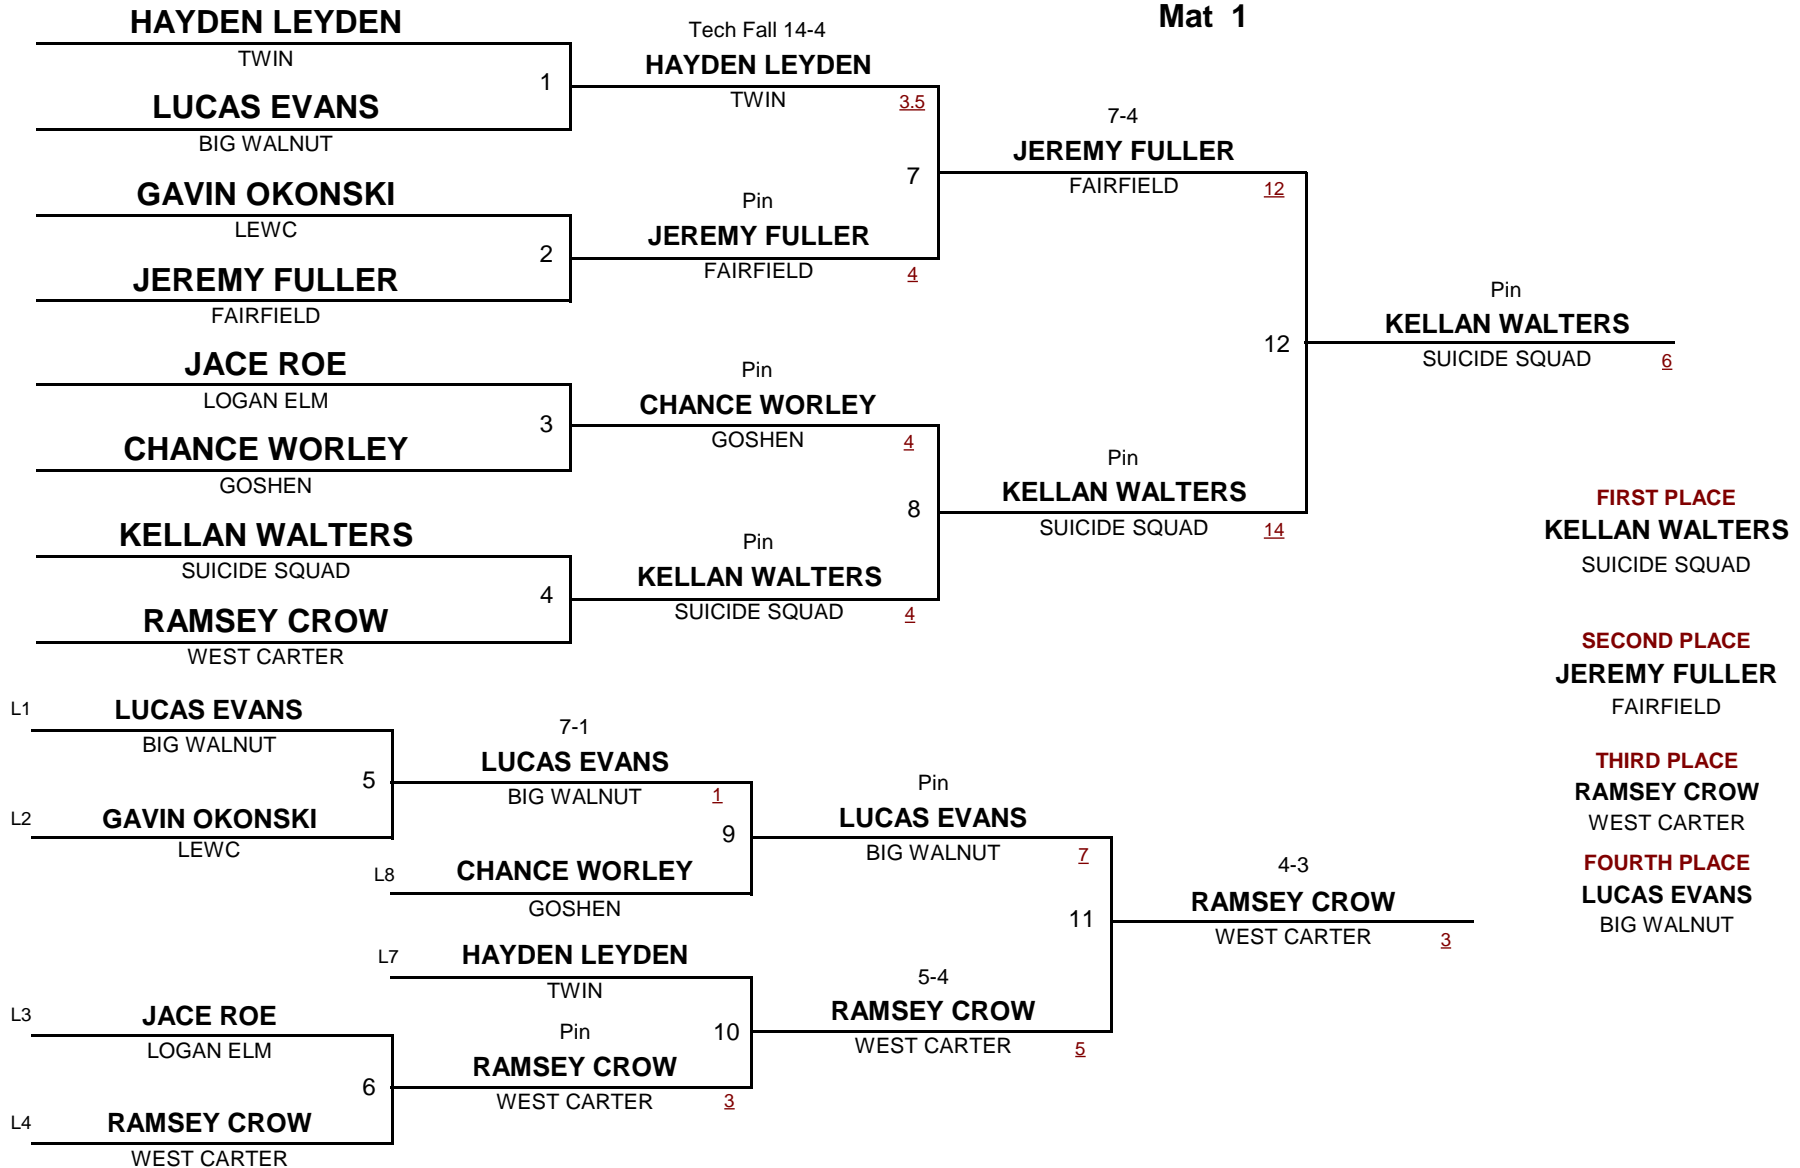 Mat 1
HAYDEN LEYDEN
TWIN
1
LUCAS EVANS
BIG WALNUT
GAVIN OKONSKI
LEWC
2
JEREMY FULLER
FAIRFIELD
JACE ROE
LOGAN ELM
3
CHANCE WORLEY
GOSHEN
KELLAN WALTERS
SUICIDE SQUAD
4
RAMSEY CROW
WEST CARTER
Tech Fall 14-4
HAYDEN LEYDEN
TWIN 3.5
7
Pin
JEREMY FULLER
FAIRFIELD 4
Pin
CHANCE WORLEY
GOSHEN 4
8
Pin
KELLAN WALTERS
SUICIDE SQUAD 4
7-4
JEREMY FULLER
FAIRFIELD 12
12
Pin
KELLAN WALTERS
SUICIDE SQUAD 14
Pin
KELLAN WALTERS
SUICIDE SQUAD 6
FIRST PLACE
KELLAN WALTERS
SUICIDE SQUAD
SECOND PLACE
JEREMY FULLER
FAIRFIELD
THIRD PLACE
RAMSEY CROW
WEST CARTER
FOURTH PLACE
LUCAS EVANS
BIG WALNUT
L1 LUCAS EVANS
BIG WALNUT
5
L2 GAVIN OKONSKI
LEWC
L3 JACE ROE
LOGAN ELM
6
L4 RAMSEY CROW
WEST CARTER
7-1
LUCAS EVANS
BIG WALNUT 1
9
L8 CHANCE WORLEY
GOSHEN
L7 HAYDEN LEYDEN
TWIN
10
Pin
RAMSEY CROW
WEST CARTER 3
Pin
LUCAS EVANS
BIG WALNUT 7
11
5-4
RAMSEY CROW
WEST CARTER 5
4-3
RAMSEY CROW
WEST CARTER 3